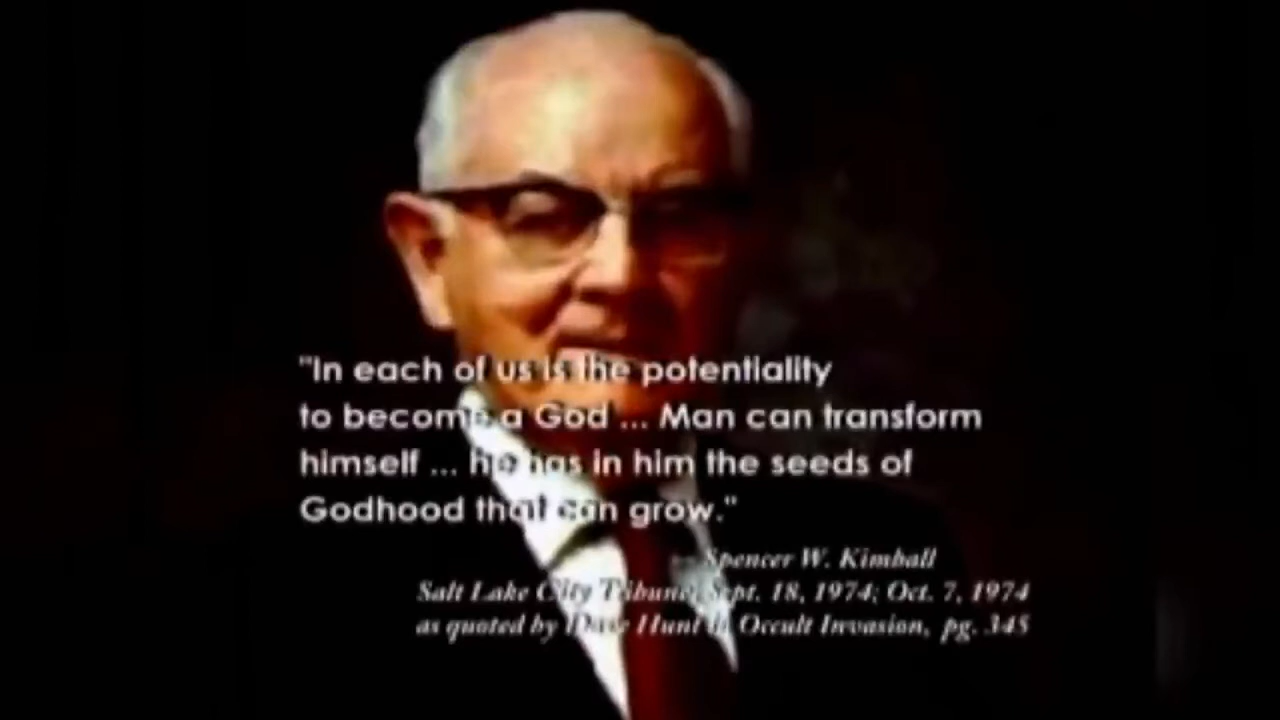 "In each of us is the potentiality
to become a God ... Man can transform
himself ... he has in him the seeds of
Godhood that can grow."
— Spencer W. Kimball
Salt Lake City Tribune, Sept. 18, 1974; Oct. 7, 1974
as quoted by Dave Hunt in Occult Invasion, pg. 345